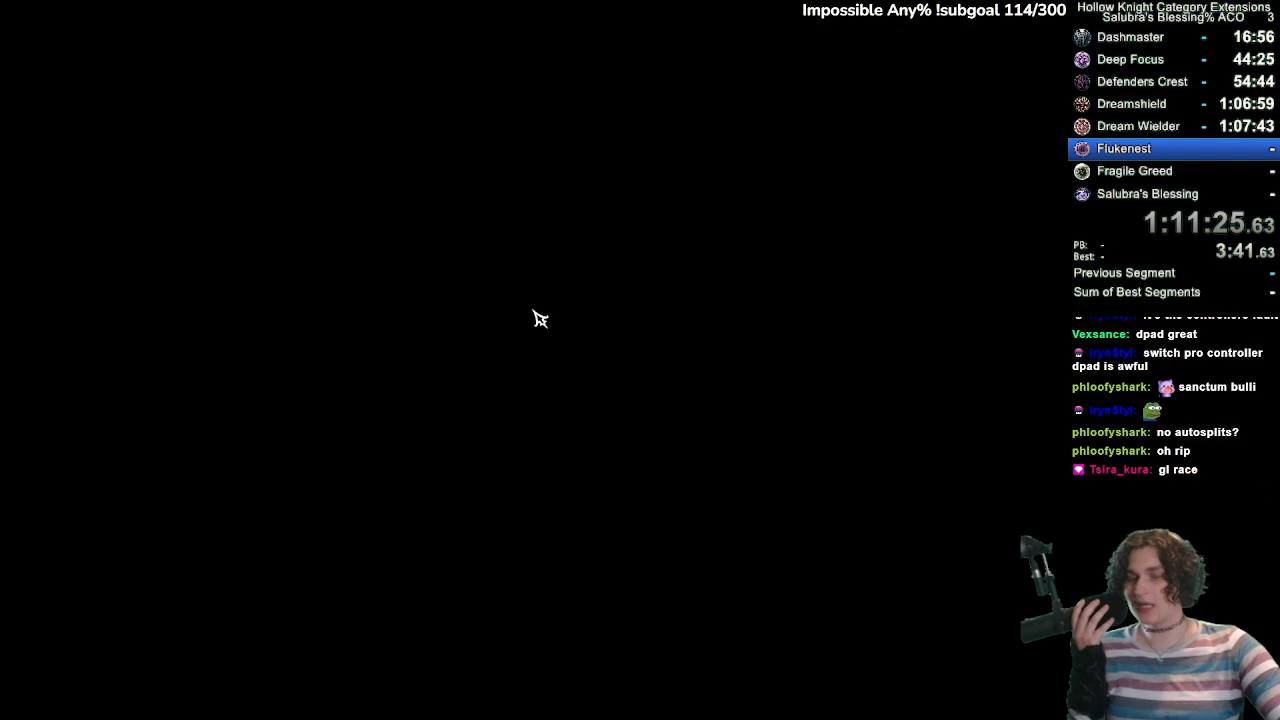 Impossible Any% !subgoal 114/300
Hollow Knight Category Extensions
Salubra's Blessing% ACO 3
Dashmaster - 16:56
Deep Focus - 44:25
Defenders Crest - 54:44
Dreamshield - 1:06:59
Dream Wielder - 1:07:43
Flukenest -
Fragile Greed -
Salubra's Blessing -
1:11:25.63
PB: -
Best: -
3:41.63
Previous Segment -
Sum of Best Segments -
Vexsance: dpad great
switch pro controller
dpad is awful
phloofyshark: sanctum bulli
phloofyshark: no autosplits?
phloofyshark: oh rip
Tsira_kura: gl race